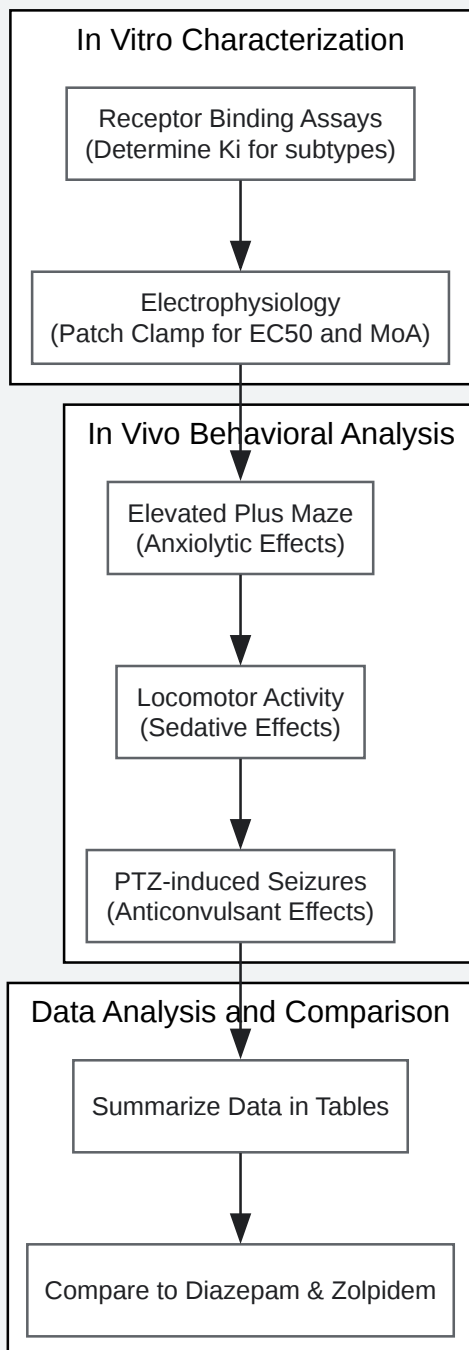 In Vitro Characterization
Receptor Binding Assays
(Determine Ki for subtypes)
Electrophysiology
(Patch Clamp for EC50 and MoA)
In Vivo Behavioral Analysis
Elevated Plus Maze
(Anxiolytic Effects)
Locomotor Activity
(Sedative Effects)
PTZ-induced Seizures
(Anticonvulsant Effects)
Data Analysis and Comparison
Summarize Data in Tables
Compare to Diazepam & Zolpidem